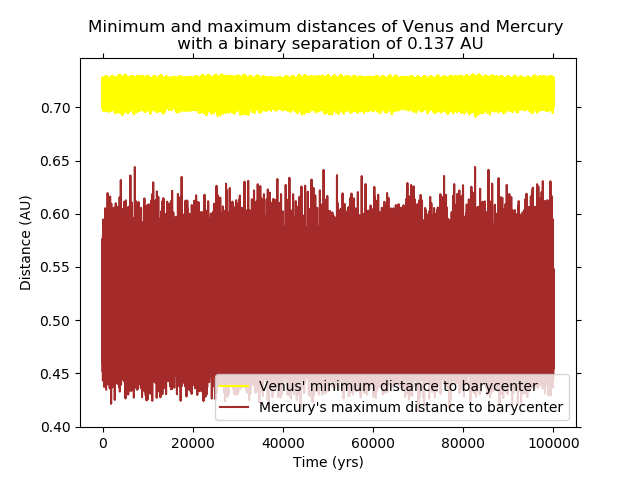 Minimum and maximum distances of Venus and Mercury
with a binary separation of 0.137 AU
0.70
0.65
0.60
0.55
0.50
0.45
0.40
Distance (AU)
Venus' minimum distance to barycenter
Mercury's maximum distance to barycenter
0 20000 40000 60000 80000 100000
Time (yrs)